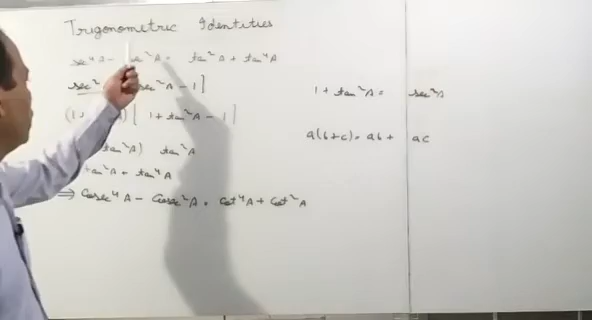 Trigonometric Identities
sec⁴A - sec²A = tan²A + tan⁴A
sec² [sec²A - 1]
(1 + [1 + tan²A - 1]
tan²A) tan²A
tan²A + tan⁴A
⇒ Cosec⁴A - Cosec²A = Cot⁴A + Cot²A
1 + tan²A = sec²A
a(b+c) = ab + ac